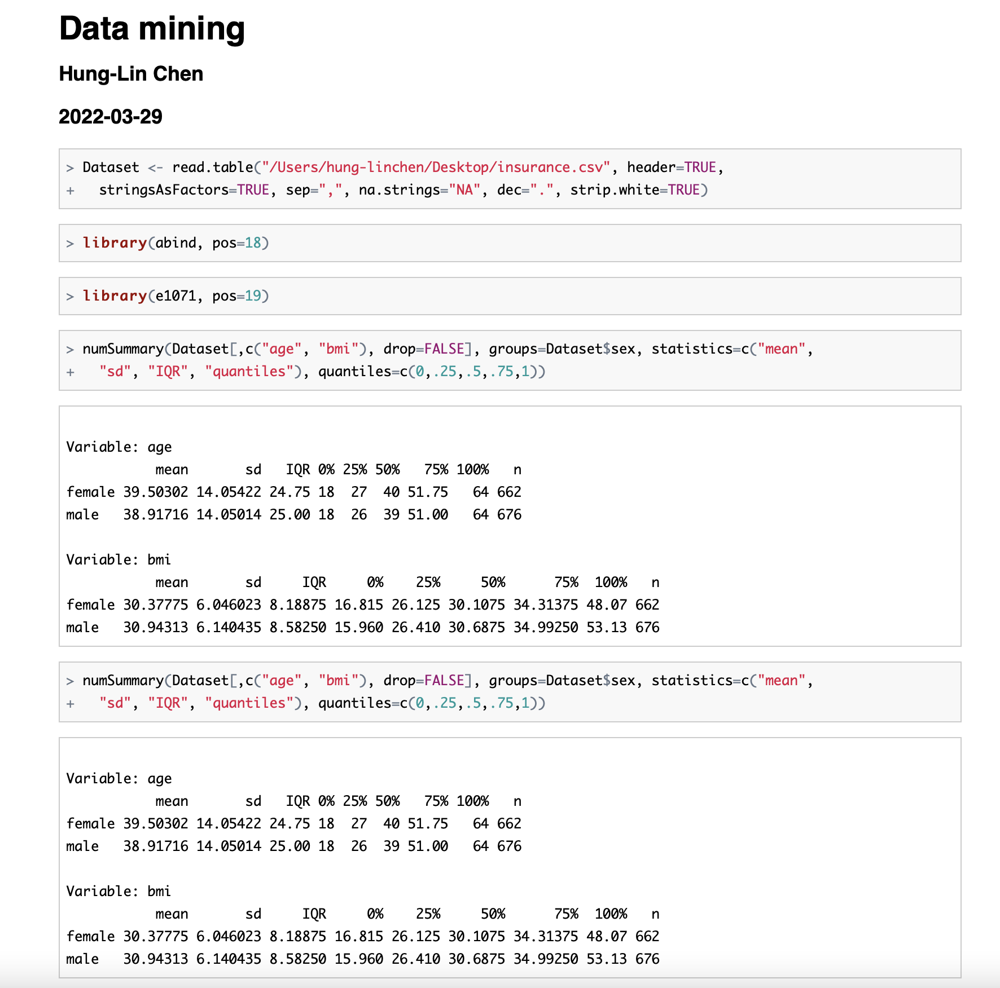 Data mining
Hung-Lin Chen
2022-03-29
> Dataset <- read.table("/Users/hung-linchen/Desktop/insurance.csv", header=TRUE,
+   stringsAsFactors=TRUE, sep=",", na.strings="NA", dec=".", strip.white=TRUE)
> library(abind, pos=18)
> library(e1071, pos=19)
> numSummary(Dataset[,c("age", "bmi"), drop=FALSE], groups=Dataset$sex, statistics=c("mean",
+   "sd", "IQR", "quantiles"), quantiles=c(0,.25,.5,.75,1))
Variable: age
           mean       sd   IQR 0% 25% 50%   75% 100%   n
female 39.50302 14.05422 24.75 18  27  40 51.75   64 662
male   38.91716 14.05014 25.00 18  26  39 51.00   64 676
Variable: bmi
           mean       sd     IQR     0%    25%     50%      75%  100%   n
female 30.37775 6.046023 8.18875 16.815 26.125 30.1075 34.31375 48.07 662
male   30.94313 6.140435 8.58250 15.960 26.410 30.6875 34.99250 53.13 676
> numSummary(Dataset[,c("age", "bmi"), drop=FALSE], groups=Dataset$sex, statistics=c("mean",
+   "sd", "IQR", "quantiles"), quantiles=c(0,.25,.5,.75,1))
Variable: age
           mean       sd   IQR 0% 25% 50%   75% 100%   n
female 39.50302 14.05422 24.75 18  27  40 51.75   64 662
male   38.91716 14.05014 25.00 18  26  39 51.00   64 676
Variable: bmi
           mean       sd     IQR     0%    25%     50%      75%  100%   n
female 30.37775 6.046023 8.18875 16.815 26.125 30.1075 34.31375 48.07 662
male   30.94313 6.140435 8.58250 15.960 26.410 30.6875 34.99250 53.13 676